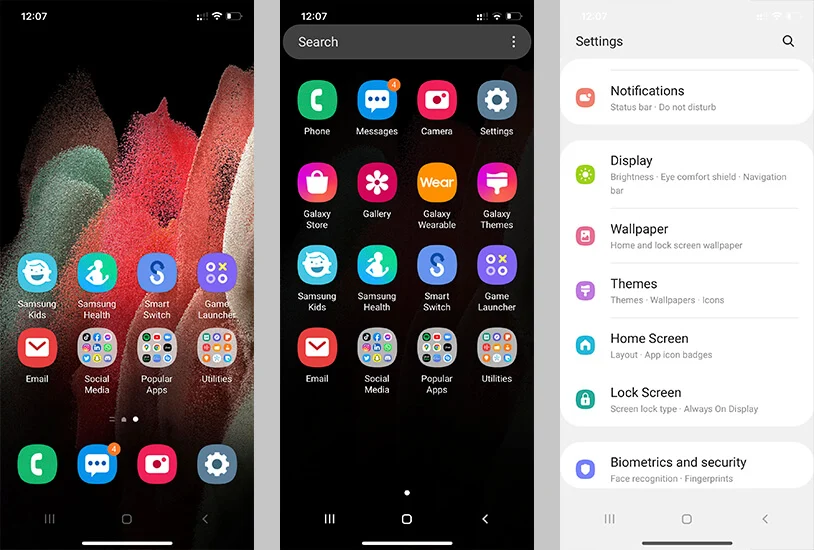 12:07
Samsung Kids
Samsung Health
Smart Switch
Game Launcher
Email
Social Media
Popular Apps
Utilities
4
12:07
Search
4
Phone
Messages
Camera
Settings
Wear
Galaxy Store
Gallery
Galaxy Wearable
Galaxy Themes
Samsung Kids
Samsung Health
Smart Switch
Game Launcher
Email
Social Media
Popular Apps
Utilities
12:07
Settings
Notifications
Status bar · Do not disturb
Display
Brightness · Eye comfort shield · Navigation
bar
Wallpaper
Home and lock screen wallpaper
Themes
Themes · Wallpapers · Icons
Home Screen
Layout · App icon badges
Lock Screen
Screen lock type · Always On Display
Biometrics and security
Face recognition · Fingerprints